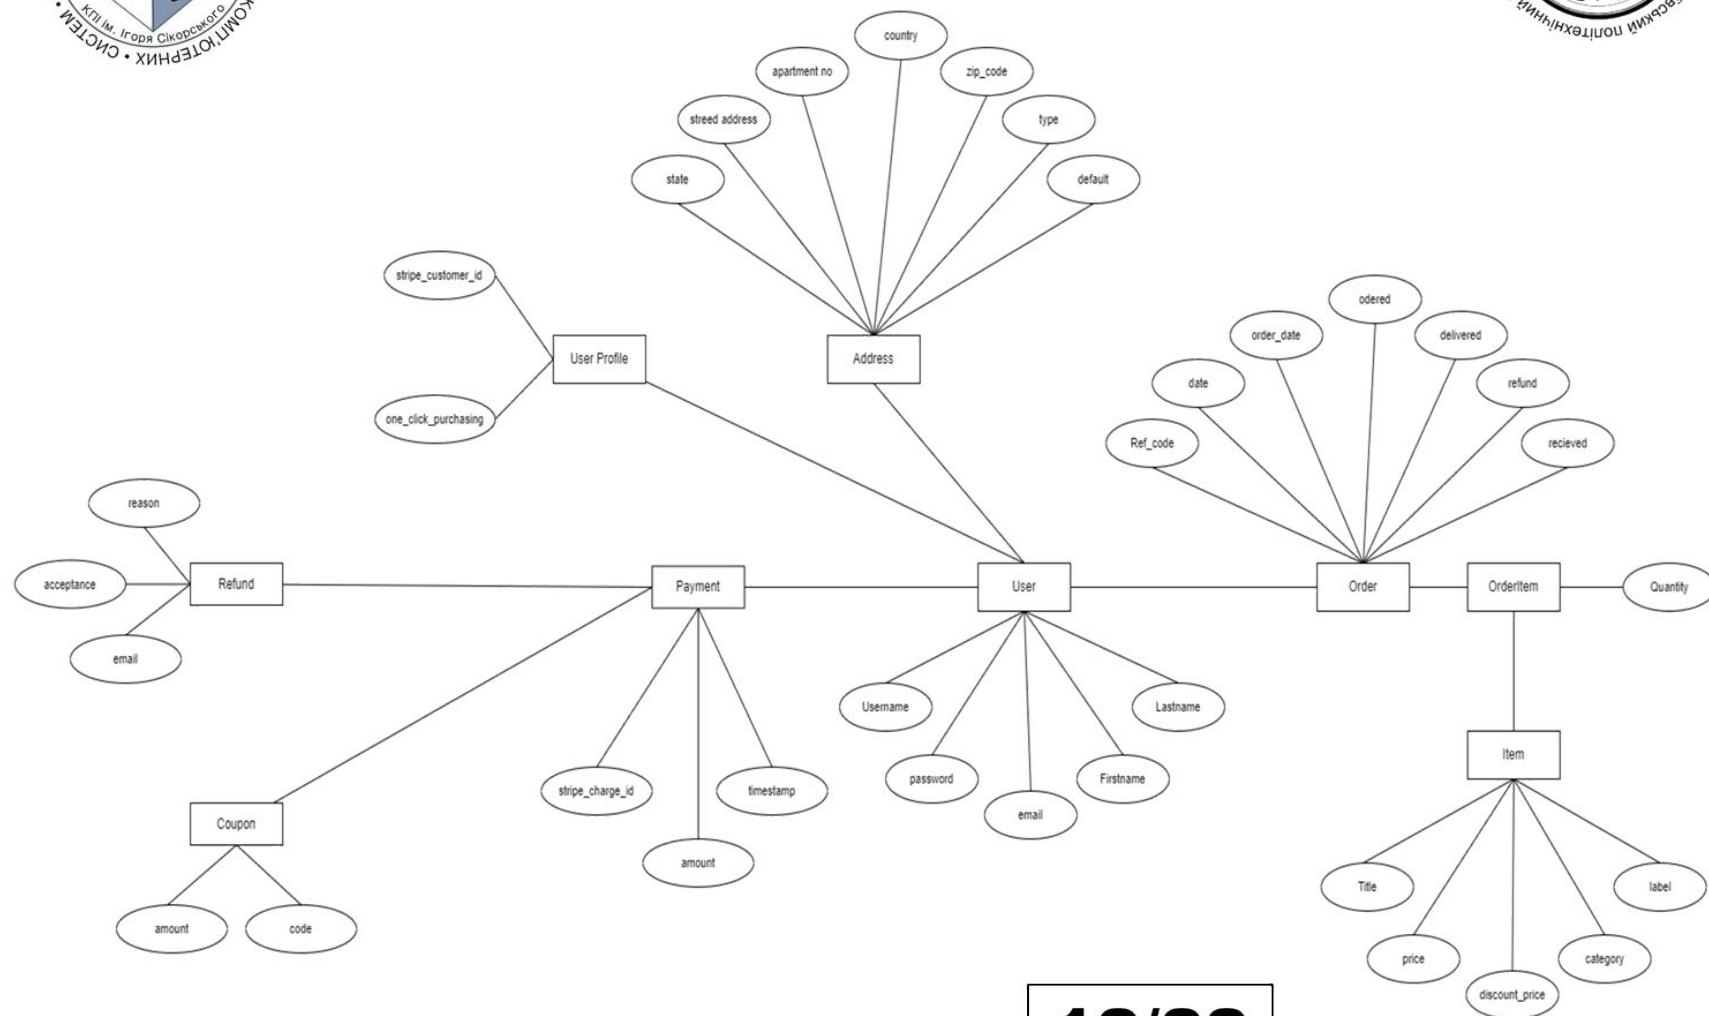 КПІ ім. Ігоря Сікорського
КОМП'ЮТЕРНИХ • СИСТЕМ •
політехнічний
country
apartment no
zip_code
streed address
type
state
default
stripe_customer_id
User Profile
Address
one_click_purchasing
odered
order_date
delivered
date
refund
Ref_code
recieved
reason
acceptance
Refund
email
Payment
User
Order
OrderItem
Quantity
Username
Lastname
password
Firstname
email
stripe_charge_id
timestamp
amount
Item
Coupon
amount
code
Title
label
price
category
discount_price